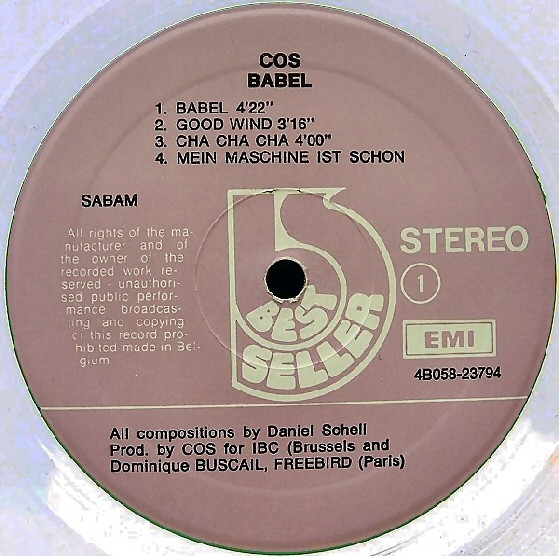 COS
BABEL
1. BABEL 4'22"
2. GOOD WIND 3'16"
3. CHA CHA CHA 4'00"
4. MEIN MASCHINE IST SCHON
SABAM
All rights of the ma-
nufacturer and of
the owner of the
recorded work re-
served - unauthori-
sed public perfor-
mance broadcas-
ting and copying
of this record pro-
hibited-made in Bel-
gium
BEST
SELLER
STEREO
1
EMI
4B058-23794
All compositions by Daniel Schell
Prod. by COS for IBC (Brussels and
Dominique BUSCAIL, FREEBIRD (Paris)